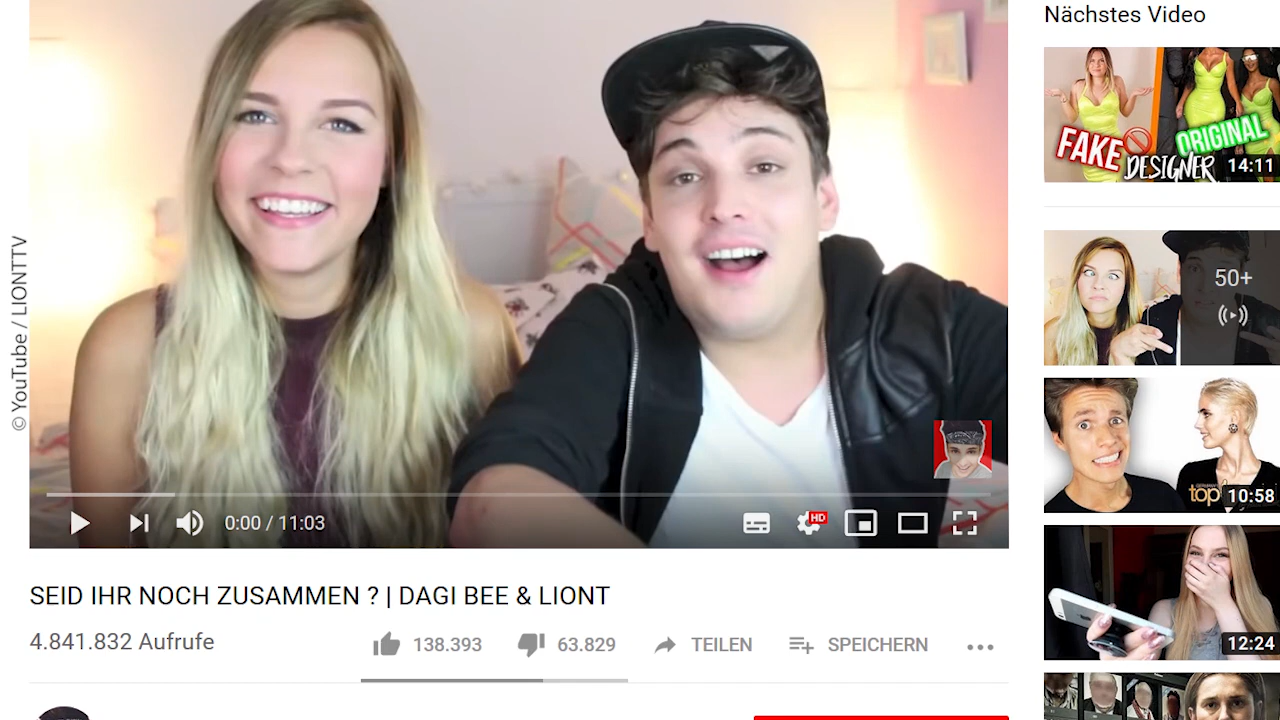 Nächstes Video
FAKE
ORIGINAL
DESIGNER
14:11
© YouTube / LIONTTV
50+
top
10:58
HD
0:00 / 11:03
SEID IHR NOCH ZUSAMMEN ? | DAGI BEE & LIONT
4.841.832 Aufrufe
138.393
63.829
TEILEN
SPEICHERN
12:24